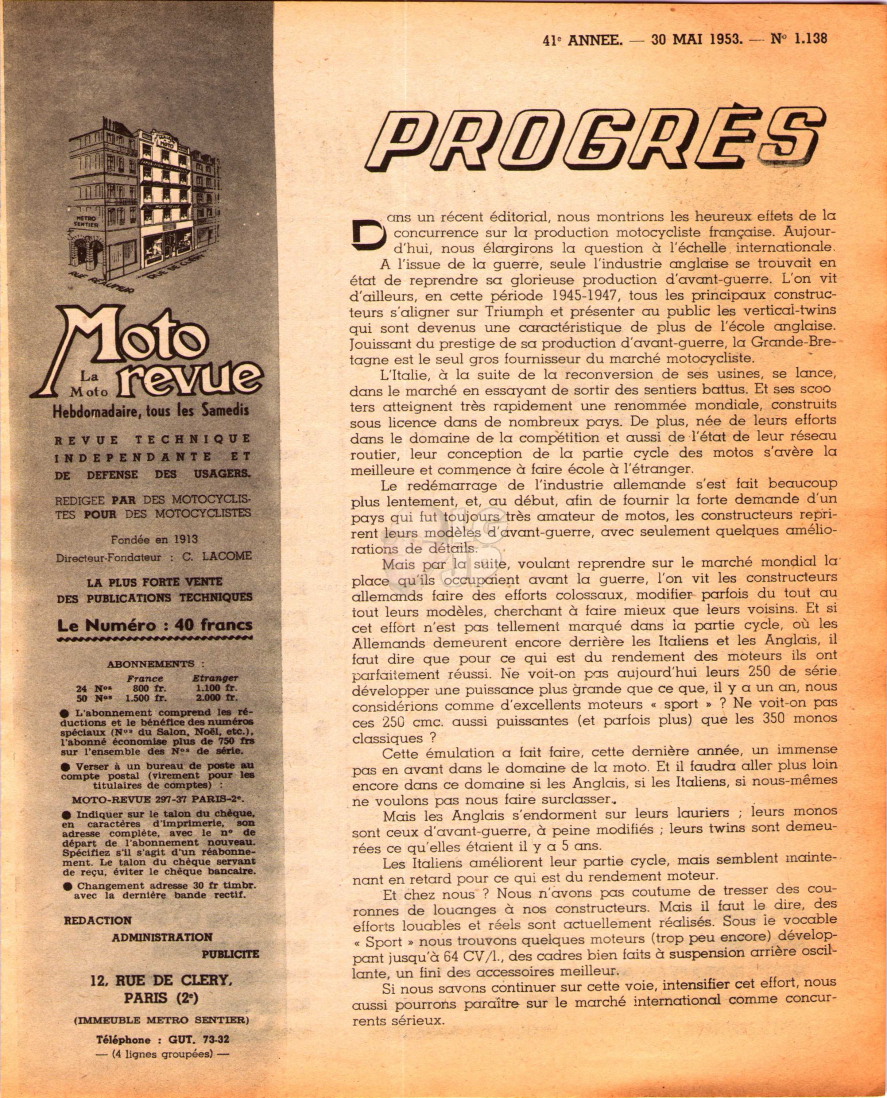 41e ANNEE. — 30 MAI 1953. — No 1.138
PROGRÈS
Dans un récent éditorial, nous montrions les heureux effets de la
concurrence sur la production motocycliste française. Aujour-
d'hui, nous élargirons la question à l'échelle internationale.
A l'issue de la guerre, seule l'industrie anglaise se trouvait en
état de reprendre sa glorieuse production d'avant-guerre. L'on vit
d'ailleurs, en cette période 1945-1947, tous les principaux construc-
teurs s'aligner sur Triumph et présenter au public les vertical-twins
qui sont devenus une caractéristique de plus de l'école anglaise.
Jouissant du prestige de sa production d'avant-guerre, la Grande-Bre-
tagne est le seul gros fournisseur du marché motocycliste.
L'Italie, à la suite de la reconversion de ses usines, se lance,
dans le marché en essayant de sortir des sentiers battus. Et ses scoo
ters atteignent très rapidement une renommée mondiale, construits
sous licence dans de nombreux pays. De plus, née de leurs efforts
dans le domaine de la compétition et aussi de l'état de leur réseau
routier, leur conception de la partie cycle des motos s'avère la
meilleure et commence à faire école à l'étranger.
Le redémarrage de l'industrie allemande s'est fait beaucoup
plus lentement, et, au début, afin de fournir la forte demande d'un
pays qui fut toujours très amateur de motos, les constructeurs repri-
rent leurs modèles d'avant-guerre, avec seulement quelques amélio-
rations de détails.
Mais par la suite, voulant reprendre sur le marché mondial la
place qu'ils occupaient avant la guerre, l'on vit les constructeurs
allemands faire des efforts colossaux, modifier parfois du tout au
tout leurs modèles, cherchant à faire mieux que leurs voisins. Et si
cet effort n'est pas tellement marqué dans la partie cycle, où les
Allemands demeurent encore derrière les Italiens et les Anglais, il
faut dire que pour ce qui est du rendement des moteurs ils ont
parfaitement réussi. Ne voit-on pas aujourd'hui leurs 250 de série
développer une puissance plus grande que ce que, il y a un an, nous
considérions comme d'excellents moteurs « sport » ? Ne voit-on pas
ces 250 cmc. aussi puissantes (et parfois plus) que les 350 monos
classiques ?
Cette émulation a fait faire, cette dernière année, un immense
pas en avant dans le domaine de la moto. Et il faudra aller plus loin
encore dans ce domaine si les Anglais, si les Italiens, si nous-mêmes
ne voulons pas nous faire surclasser.
Mais les Anglais s'endorment sur leurs lauriers ; leurs monos
sont ceux d'avant-guerre, à peine modifiés ; leurs twins sont demeu-
rées ce qu'elles étaient il y a 5 ans.
Les Italiens améliorent leur partie cycle, mais semblent mainte-
nant en retard pour ce qui est du rendement moteur.
Et chez nous ? Nous n'avons pas coutume de tresser des cou-
ronnes de louanges à nos constructeurs. Mais il faut le dire, des
efforts louables et réels sont actuellement réalisés. Sous le vocable
« Sport » nous trouvons quelques moteurs (trop peu encore) dévelop-
pant jusqu'à 64 CV/l., des cadres bien faits à suspension arrière oscil-
lante, un fini des accessoires meilleur.
Si nous savons continuer sur cette voie, intensifier cet effort, nous
aussi pourrons paraître sur le marché international comme concur-
rents sérieux.
METRO
SENTIER
RUE REAUMUR
RUE DE CLERY
Moto
La
Moto revue
Hebdomadaire, tous les Samedis
REVUE TECHNIQUE
INDEPENDANTE ET
DE DEFENSE DES USAGERS.
REDIGEE PAR DES MOTOCYCLIS-
TES POUR DES MOTOCYCLISTES
Fondée en 1913
Directeur-Fondateur : C. LACOME
LA PLUS FORTE VENTE
DES PUBLICATIONS TECHNIQUES
Le Numéro : 40 francs
ABONNEMENTS :
France Etranger
24 Nos 800 fr. 1.100 fr.
50 Nos 1.500 fr. 2.000 fr.
● L'abonnement comprend les ré-
ductions et le bénéfice des numéros
spéciaux (Nos du Salon, Noël, etc.),
l'abonné économise plus de 750 frs
sur l'ensemble des Nos de série.
● Verser à un bureau de poste au
compte postal (virement pour les
titulaires de comptes) :
MOTO-REVUE 297-37 PARIS-2e.
● Indiquer sur le talon du chèque,
en caractères d'imprimerie, son
adresse complète, avec le no de
départ de l'abonnement nouveau.
Spécifiez s'il s'agit d'un réabonne-
ment. Le talon du chèque servant
de reçu, éviter le chèque bancaire.
● Changement adresse 30 fr timbr.
avec la dernière bande rectif.
REDACTION
ADMINISTRATION
PUBLICITE
12, RUE DE CLERY,
PARIS (2e)
(IMMEUBLE METRO SENTIER)
Téléphone : GUT. 73-32
— (4 lignes groupées) —